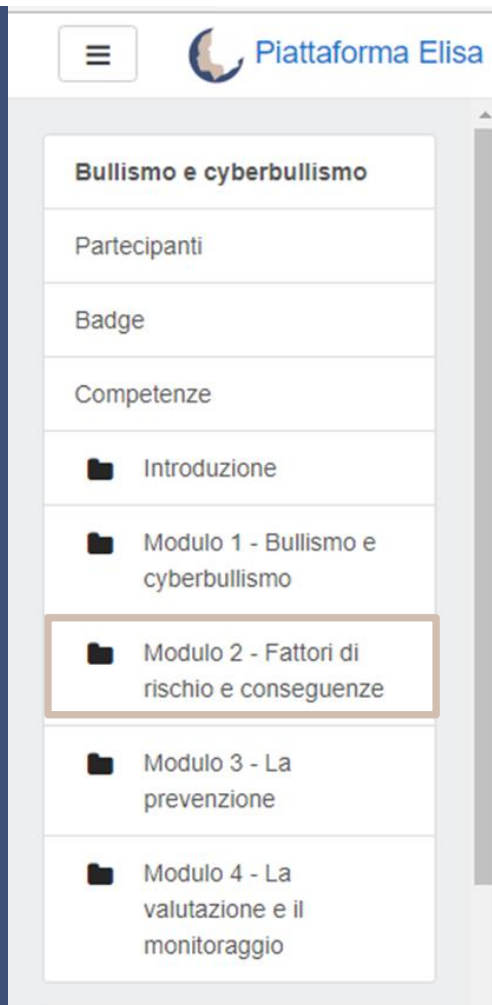 Piattaforma Elisa
Bullismo e cyberbullismo
Partecipanti
Badge
Competenze
Introduzione
Modulo 1 - Bullismo e
cyberbullismo
Modulo 2 - Fattori di
rischio e conseguenze
Modulo 3 - La
prevenzione
Modulo 4 - La
valutazione e il
monitoraggio